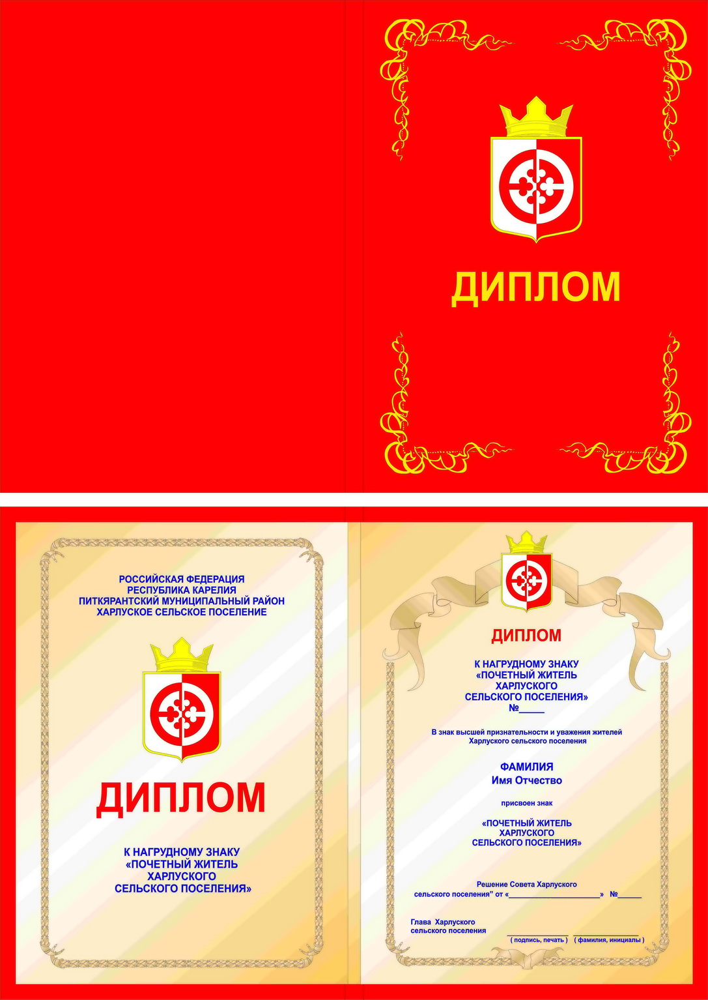 ДИПЛОМ
РОССИЙСКАЯ ФЕДЕРАЦИЯ
РЕСПУБЛИКА КАРЕЛИЯ
ПИТКЯРАНТСКИЙ МУНИЦИПАЛЬНЫЙ РАЙОН
ХАРЛУСКОЕ СЕЛЬСКОЕ ПОСЕЛЕНИЕ
ДИПЛОМ
К НАГРУДНОМУ ЗНАКУ
«ПОЧЕТНЫЙ ЖИТЕЛЬ
ХАРЛУСКОГО
СЕЛЬСКОГО ПОСЕЛЕНИЯ»
ДИПЛОМ
К НАГРУДНОМУ ЗНАКУ
«ПОЧЕТНЫЙ ЖИТЕЛЬ
ХАРЛУСКОГО
СЕЛЬСКОГО ПОСЕЛЕНИЯ»
№_____
В знак высшей признательности и уважения жителей
Харлуского сельского поселения
ФАМИЛИЯ
Имя Отчество
присвоен знак
«ПОЧЕТНЫЙ ЖИТЕЛЬ
ХАРЛУСКОГО
СЕЛЬСКОГО ПОСЕЛЕНИЯ»
Решение Совета Харлуского
сельского поселения” от «_______________________» №______
Глава Харлуского
сельского поселения _______________ ________________
( подпись, печать ) ( фамилия, инициалы )